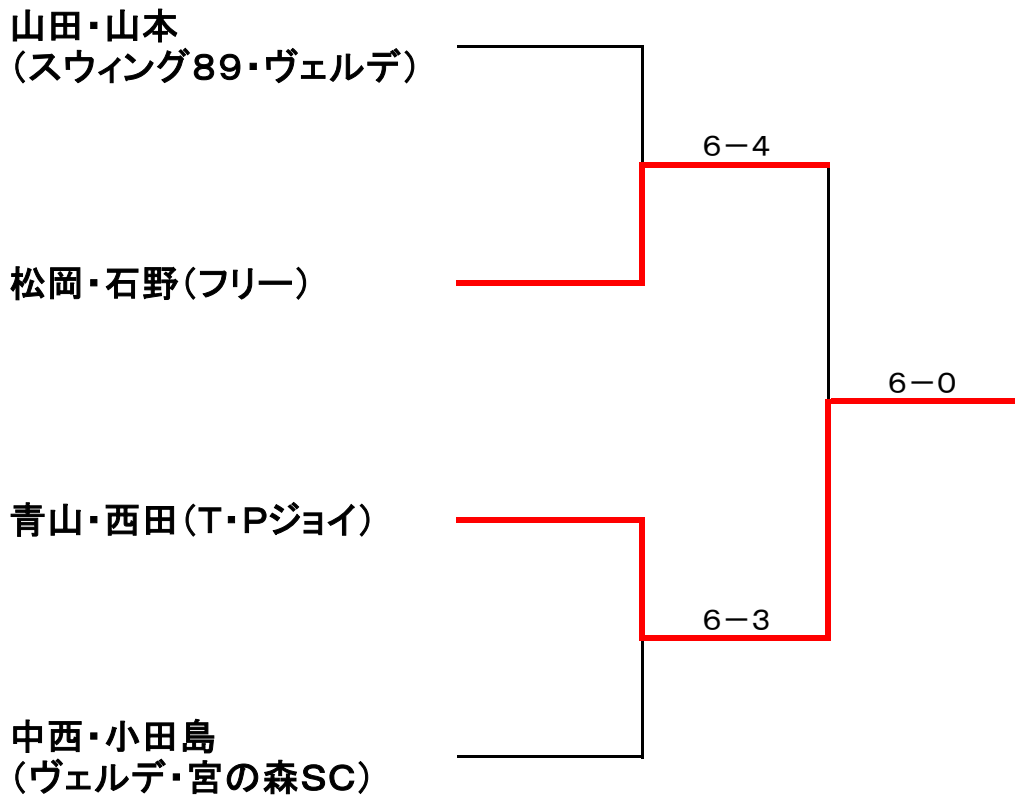 山田・山本
（スウィング８９・ヴェルデ）
６－４
松岡・石野（フリー）
６－０
青山・西田（Ｔ・Ｐジョイ）
６－３
中西・小田島
（ヴェルデ・宮の森ＳＣ）